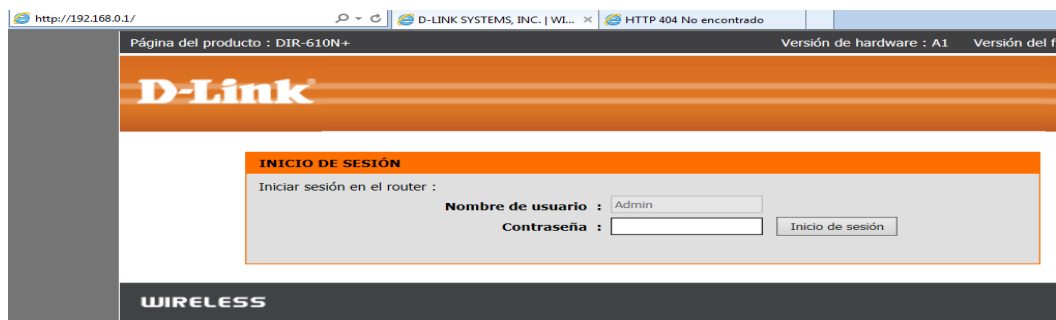 http://192.168.0.1/ D-LINK SYSTEMS, INC. | WI... HTTP 404 No encontrado
Página del producto : DIR-610N+ Versión de hardware : A1 Versión del f
D-Link
INICIO DE SESIÓN
Iniciar sesión en el router :
Nombre de usuario : Admin
Contraseña : Inicio de sesión
WIRELESS